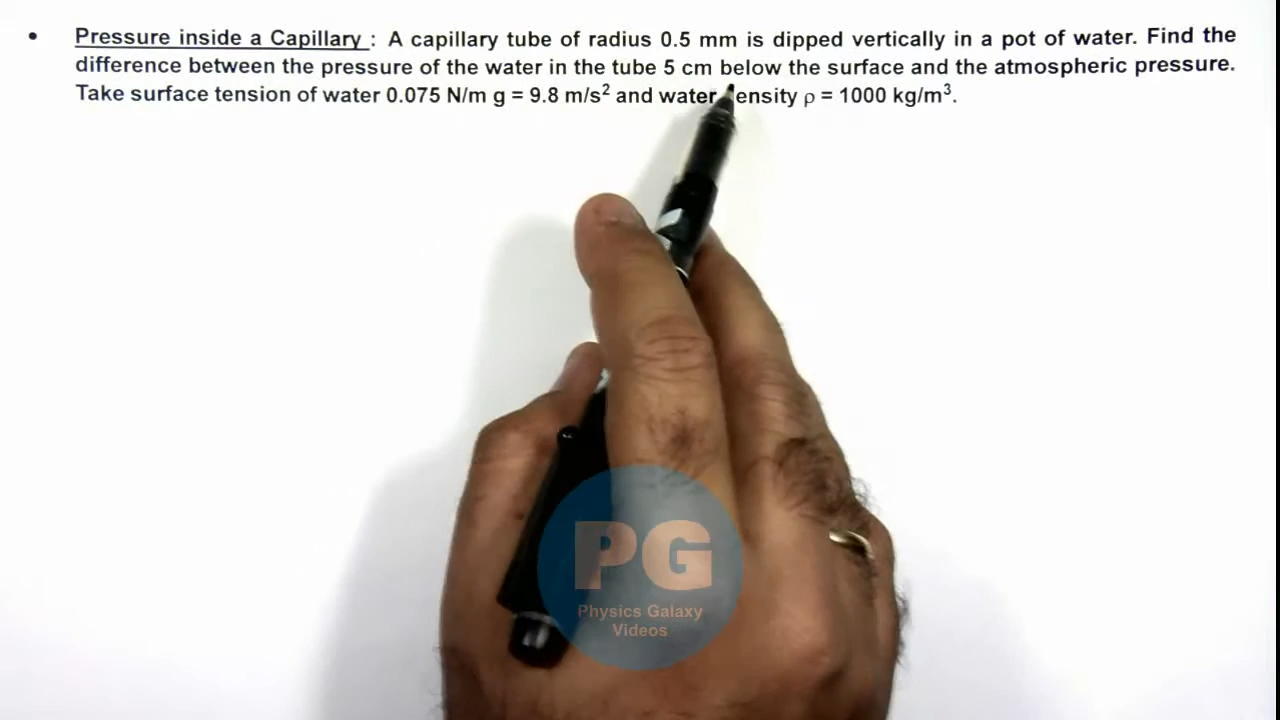 • Pressure inside a Capillary : A capillary tube of radius 0.5 mm is dipped vertically in a pot of water. Find the
difference between the pressure of the water in the tube 5 cm below the surface and the atmospheric pressure.
Take surface tension of water 0.075 N/m g = 9.8 m/s² and water ensity ρ = 1000 kg/m³.
PG
Physics Galaxy
Videos